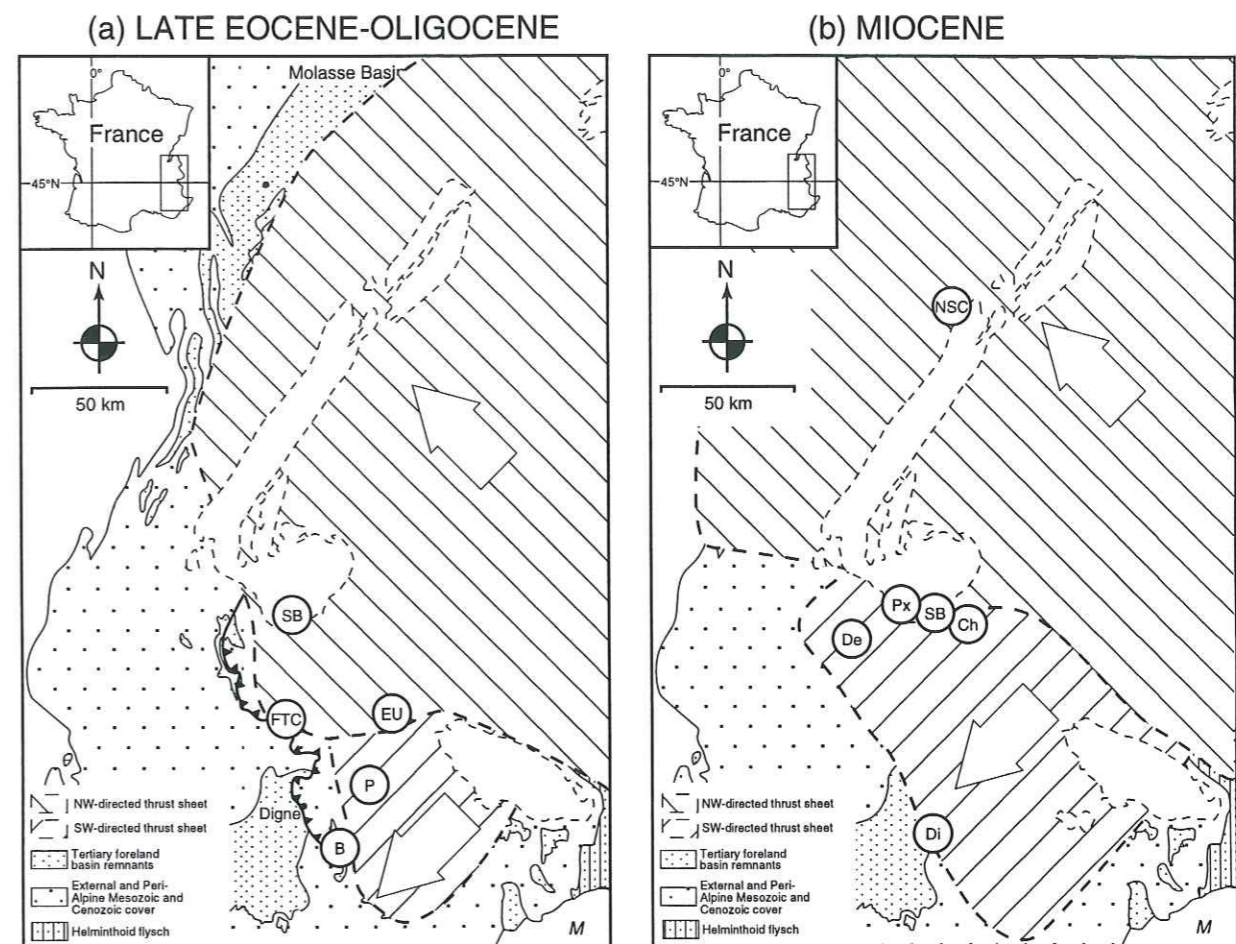 (a) LATE EOCENE-OLIGOCENE
0°
France
45°N
Molasse Basin
N
50 km
SB
FTC
EU
P
Digne
B
NW-directed thrust sheet
SW-directed thrust sheet
Tertiary foreland
basin remnants
External and Peri-
Alpine Mesozoic and
Cenozoic cover
Helminthoid flysch
M
(b) MIOCENE
0°
France
45°N
N
NSC
50 km
Px
SB
Ch
De
Di
NW-directed thrust sheet
SW-directed thrust sheet
Tertiary foreland
basin remnants
External and Peri-
Alpine Mesozoic and
Cenozoic cover
Helminthoid flysch
M